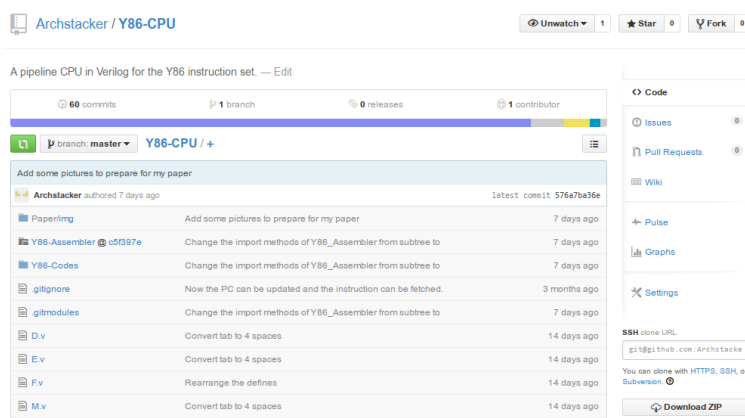 Archstacker / Y86-CPU
Unwatch 1 Star 0 Fork 0
A pipeline CPU in Verilog for the Y86 instruction set. — Edit
60 commits 1 branch 0 releases 1 contributor
branch: master Y86-CPU / +
Add some pictures to prepare for my paper
Archstacker authored 7 days ago latest commit 576a7ba36e
Paper/img Add some pictures to prepare for my paper 7 days ago
Y86-Assembler @ c5f397e Change the import methods of Y86_Assembler from subtree to 7 days ago
Y86-Codes Change the import methods of Y86_Assembler from subtree to 7 days ago
.gitignore Now the PC can be updated and the instruction can be fetched. 3 months ago
.gitmodules Change the import methods of Y86_Assembler from subtree to 7 days ago
D.v Convert tab to 4 spaces 14 days ago
E.v Convert tab to 4 spaces 14 days ago
F.v Rearrange the defines 14 days ago
M.v Convert tab to 4 spaces 14 days ago
Code
Issues 0
Pull Requests 0
Wiki
Pulse
Graphs
Settings
SSH clone URL
git@github.com:Archstacke
You can clone with HTTPS, SSH, o
Subversion.
Download ZIP